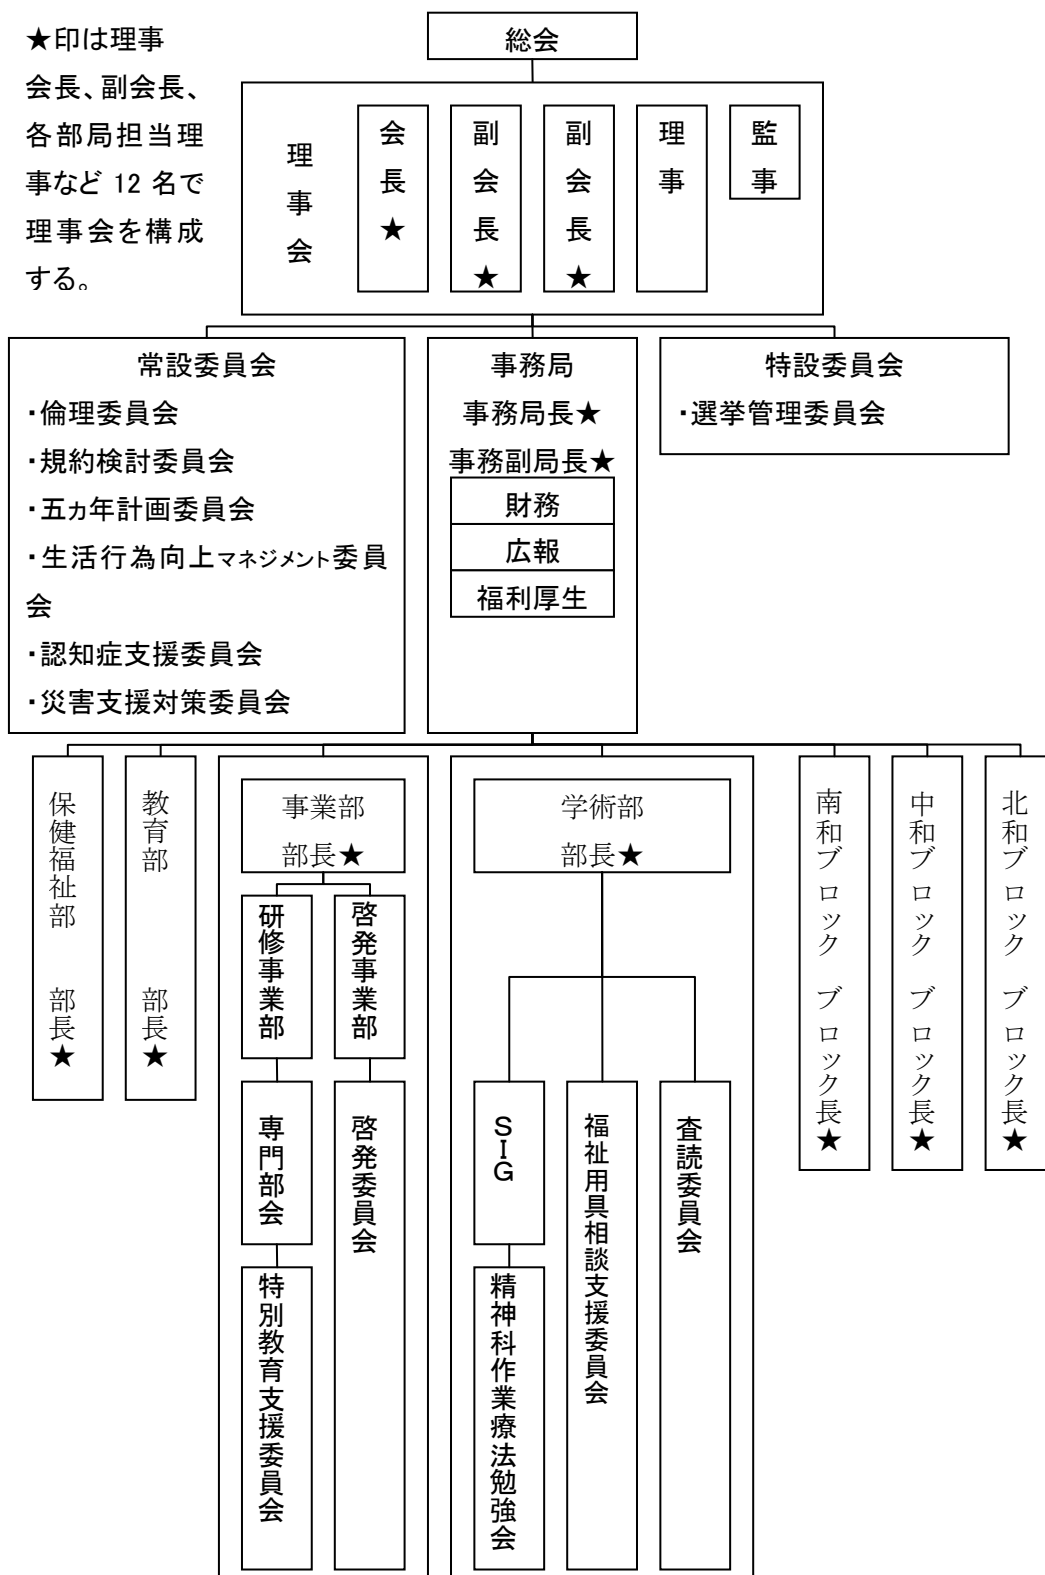 ★印は理事
会長、副会長、
各部局担当理
事など 12 名で
理事会を構成
する。
総会
理事会
会長★
副会長★
副会長★
理事
監事
常設委員会
・倫理委員会
・規約検討委員会
・五ヵ年計画委員会
・生活行為向上マネジメント委員
会
・認知症支援委員会
・災害支援対策委員会
事務局
事務局長★
事務副局長★
財務
広報
福利厚生
特設委員会
・選挙管理委員会
保健福祉部 部長★
教育部 部長★
事業部
部長★
研修事業部
啓発事業部
専門部会
啓発委員会
特別教育支援委員会
学術部
部長★
SIG
福祉用具相談支援委員会
査読委員会
精神科作業療法勉強会
南和ブロック ブロック長★
中和ブロック ブロック長★
北和ブロック ブロック長★